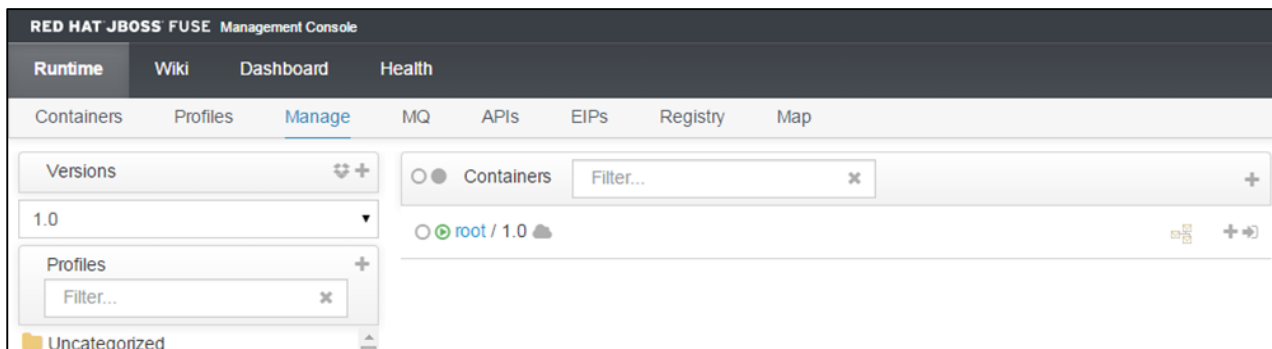 RED HAT JBOSS FUSE Management Console
Runtime Wiki Dashboard Health
Containers Profiles Manage MQ APIs EIPs Registry Map
Versions
1.0
Profiles
Filter...
Uncategorized
Containers Filter...
root / 1.0